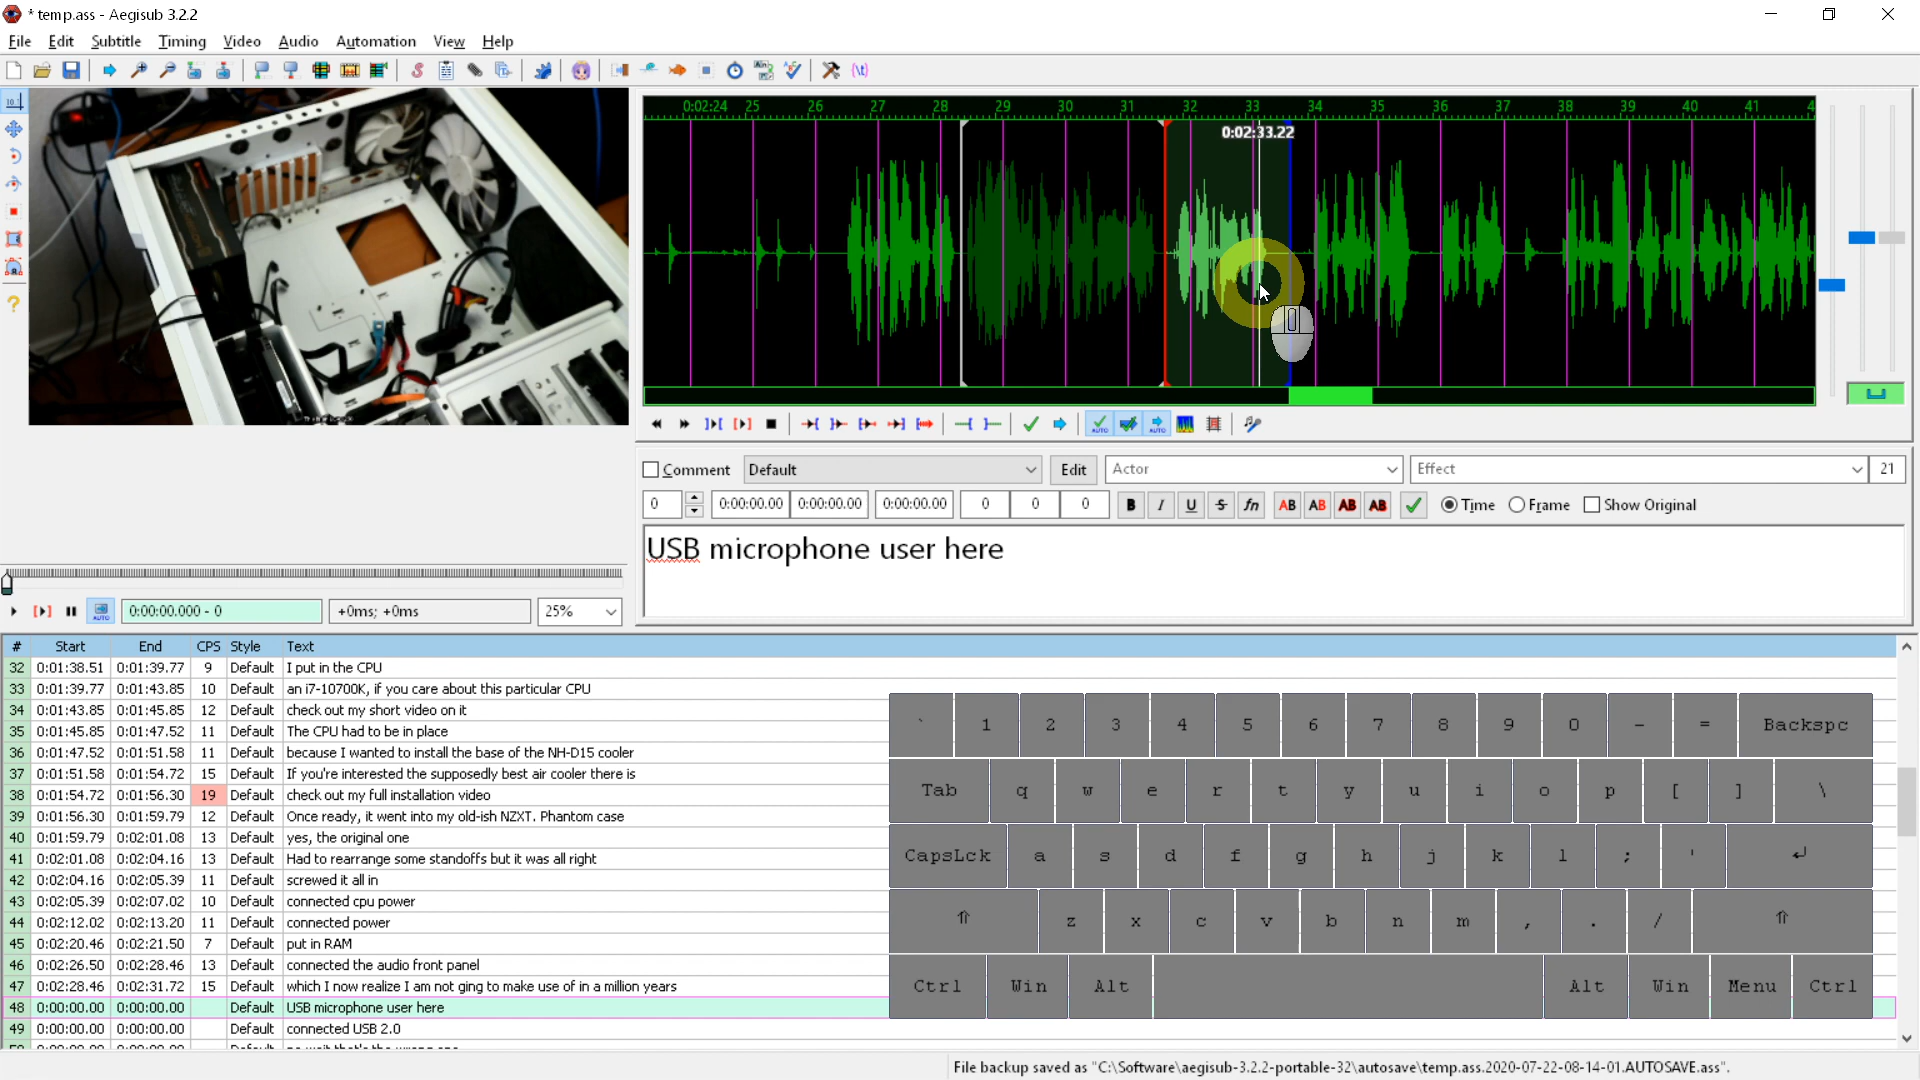 * temp.ass - Aegisub 3.2.2
File Edit Subtitle Timing Video Audio Automation View Help
0:02:24 25 26 27 28 29 30 31 32 33 34 35 36 37 38 39 40 41
0:02:33.22
Comment Default Edit Actor Effect 21
0 0:00:00.00 0:00:00.00 0:00:00.00 0 0 0 B I U S fn AB AB AB AB Time Frame Show Original
USB microphone user here
AUTO 0:00:00.000 - 0 +0ms; +0ms 25%
# Start End CPS Style Text
32 0:01:38.51 0:01:39.77 9 Default I put in the CPU
33 0:01:39.77 0:01:43.85 10 Default an i7-10700K, if you care about this particular CPU
34 0:01:43.85 0:01:45.85 12 Default check out my short video on it
35 0:01:45.85 0:01:47.52 11 Default The CPU had to be in place
36 0:01:47.52 0:01:51.58 11 Default because I wanted to install the base of the NH-D15 cooler
37 0:01:51.58 0:01:54.72 15 Default If you're interested the supposedly best air cooler there is
38 0:01:54.72 0:01:56.30 19 Default check out my full installation video
39 0:01:56.30 0:01:59.79 12 Default Once ready, it went into my old-ish NZXT. Phantom case
40 0:01:59.79 0:02:01.08 13 Default yes, the original one
41 0:02:01.08 0:02:04.16 13 Default Had to rearrange some standoffs but it was all right
42 0:02:04.16 0:02:05.39 11 Default screwed it all in
43 0:02:05.39 0:02:07.02 10 Default connected cpu power
44 0:02:12.02 0:02:13.20 11 Default connected power
45 0:02:20.46 0:02:21.50 7 Default put in RAM
46 0:02:26.50 0:02:28.46 13 Default connected the audio front panel
47 0:02:28.46 0:02:31.72 15 Default which I now realize I am not ging to make use of in a million years
48 0:00:00.00 0:00:00.00 Default USB microphone user here
49 0:00:00.00 0:00:00.00 Default connected USB 2.0
` 1 2 3 4 5 6 7 8 9 0 - = Backspc
Tab q w e r t y u i o p [ ] \
CapsLck a s d f g h j k l ; '
z x c v b n m , . /
Ctrl Win Alt Alt Win Menu Ctrl
File backup saved as "C:\Software\aegisub-3.2.2-portable-32\autosave\temp.ass.2020-07-22-08-14-01.AUTOSAVE.ass".